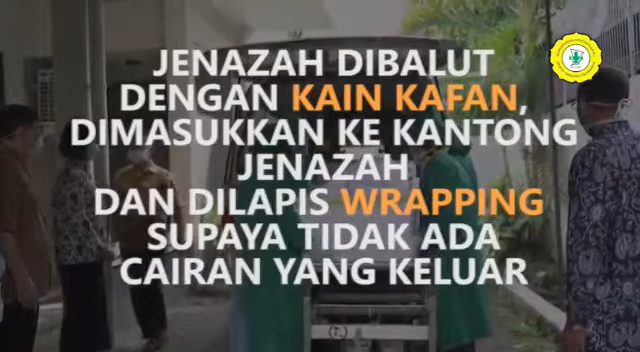 JENAZAH DIBALUT
DENGAN KAIN KAFAN,
DIMASUKKAN KE KANTONG
JENAZAH
DAN DILAPIS WRAPPING
SUPAYA TIDAK ADA
CAIRAN YANG KELUAR